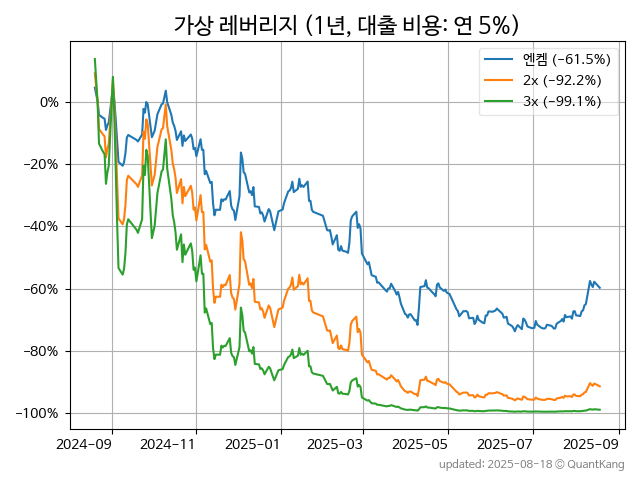 가상 레버리지 (1년, 대출 비용: 연 5%)
엔켐 (−61.5%)
2x (−92.2%)
3x (−99.1%)
0%
−20%
−40%
−60%
−80%
−100%
2024-09
2024-11
2025-01
2025-03
2025-05
2025-07
2025-09
updated: 2025-08-18 © QuantKang